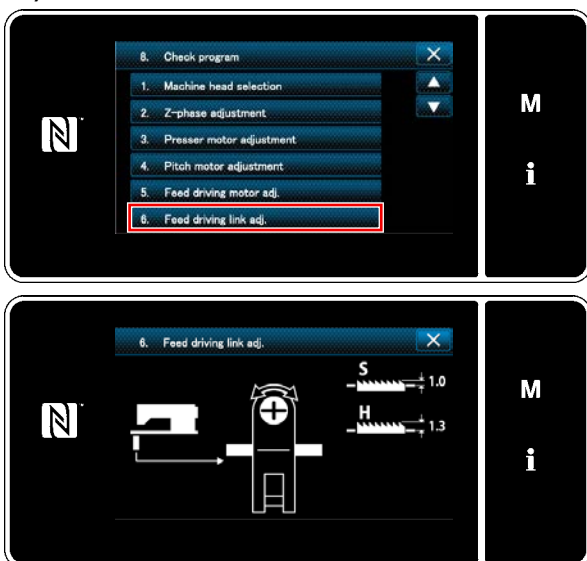 8. Check program
1. Machine head selection
2. Z-phase adjustment
3. Presser motor adjustment
4. Pitch motor adjustment
5. Feed driving motor adj.
6. Feed driving link adj.
M
i
6. Feed driving link adj.
S
1.0
H
1.3
M
i